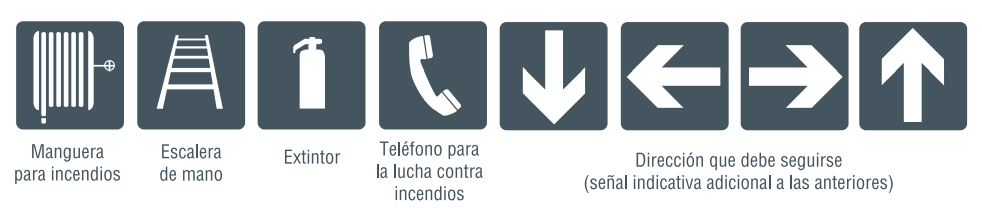 Manguera
para incendios
Escalera
de mano
Extintor
Teléfono para
la lucha contra
incendios
Dirección que debe seguirse
(señal indicativa adicional a las anteriores)